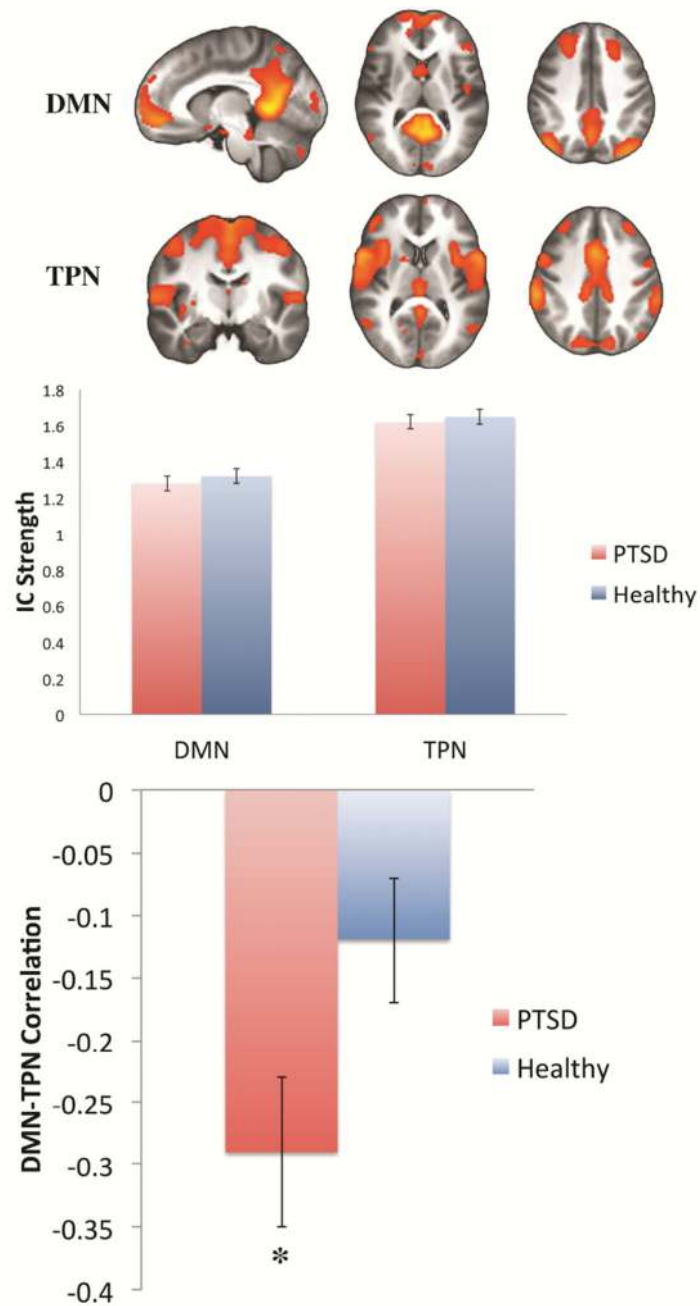 DMN
TPN
1.8
1.6
1.4
1.2
1
0.8
0.6
0.4
0.2
0
IC Strength
PTSD
Healthy
DMN TPN
0
-0.05
-0.1
-0.15
-0.2
-0.25
-0.3
-0.35
-0.4
DMN-TPN Correlation
PTSD
Healthy
*